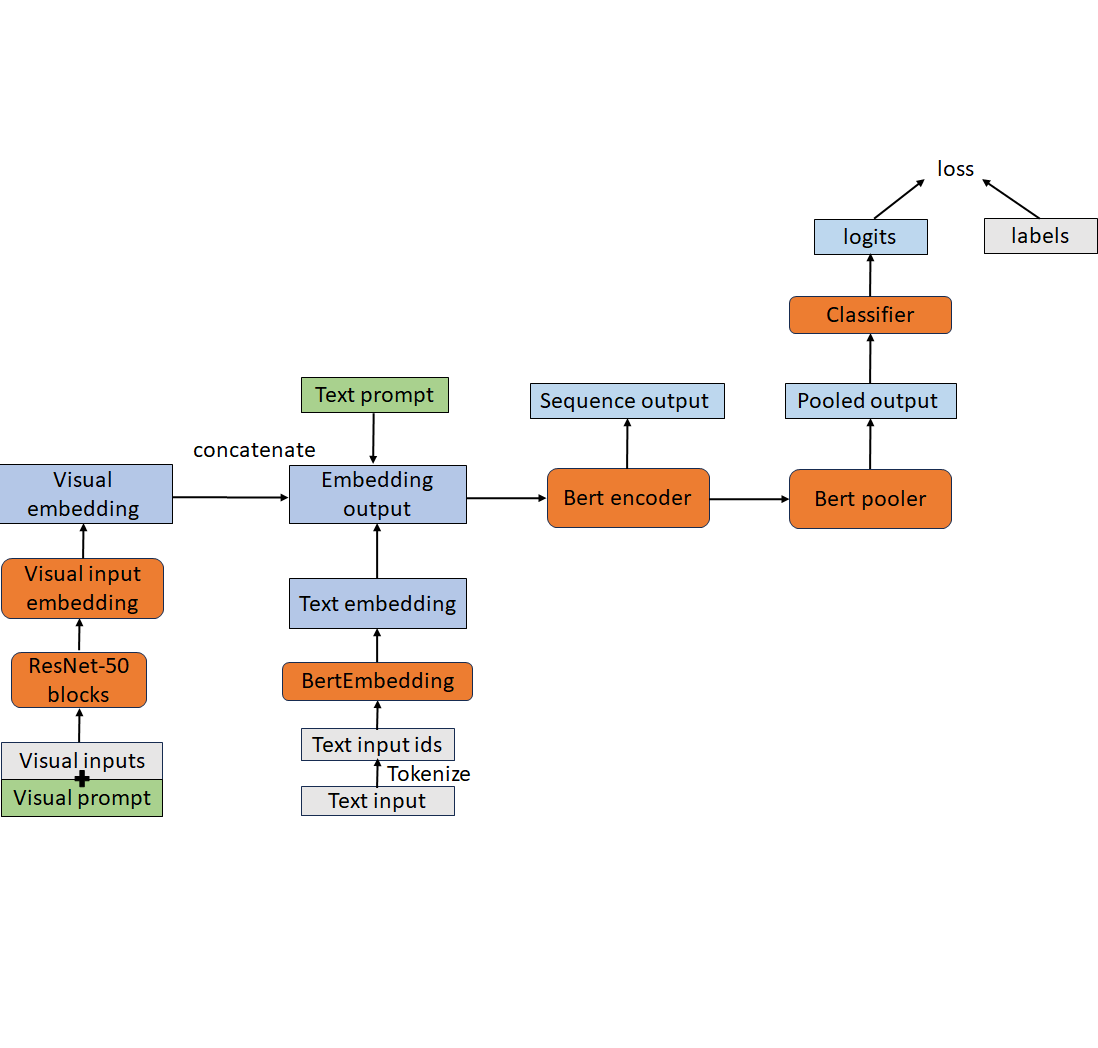 loss
logits
labels
Classifier
Text prompt
Sequence output
Pooled output
concatenate
Visual
embedding
Embedding
output
Bert encoder
Bert pooler
Visual input
embedding
Text embedding
ResNet-50
blocks
BertEmbedding
Visual inputs
Text input ids
Tokenize
Visual prompt
Text input